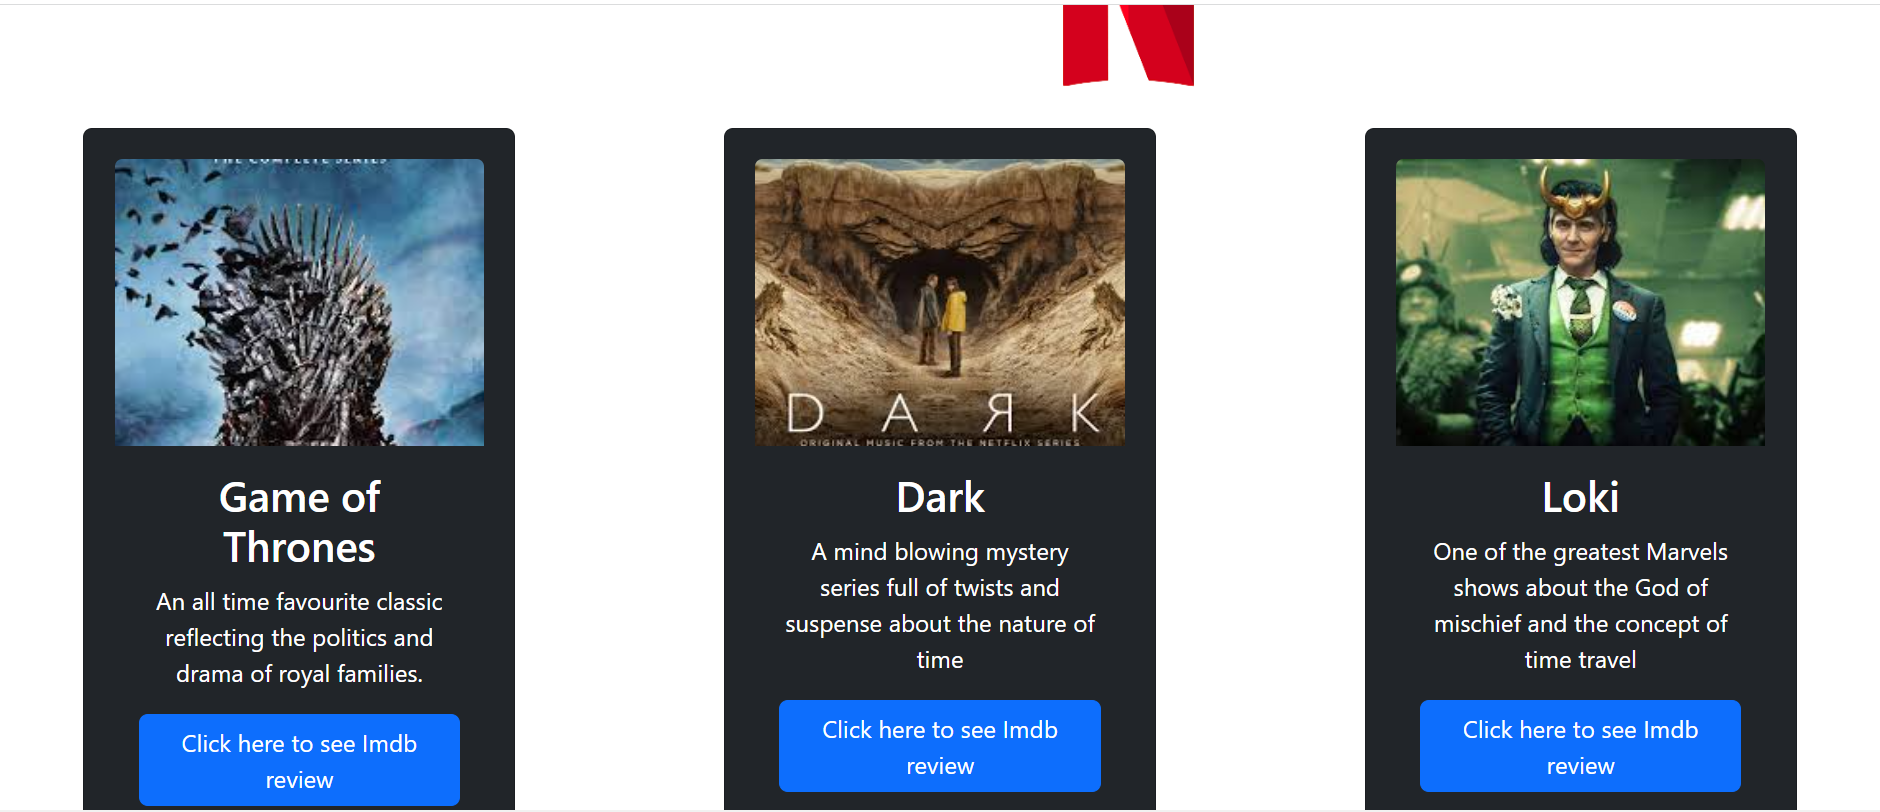 THE COMPLETE SERIES
Game of
Thrones
An all time favourite classic
reflecting the politics and
drama of royal families.
Click here to see Imdb
review
DAЯK
ORIGINAL MUSIC FROM THE NETFLIX SERIES
Dark
A mind blowing mystery
series full of twists and
suspense about the nature of
time
Click here to see Imdb
review
Loki
One of the greatest Marvels
shows about the God of
mischief and the concept of
time travel
Click here to see Imdb
review